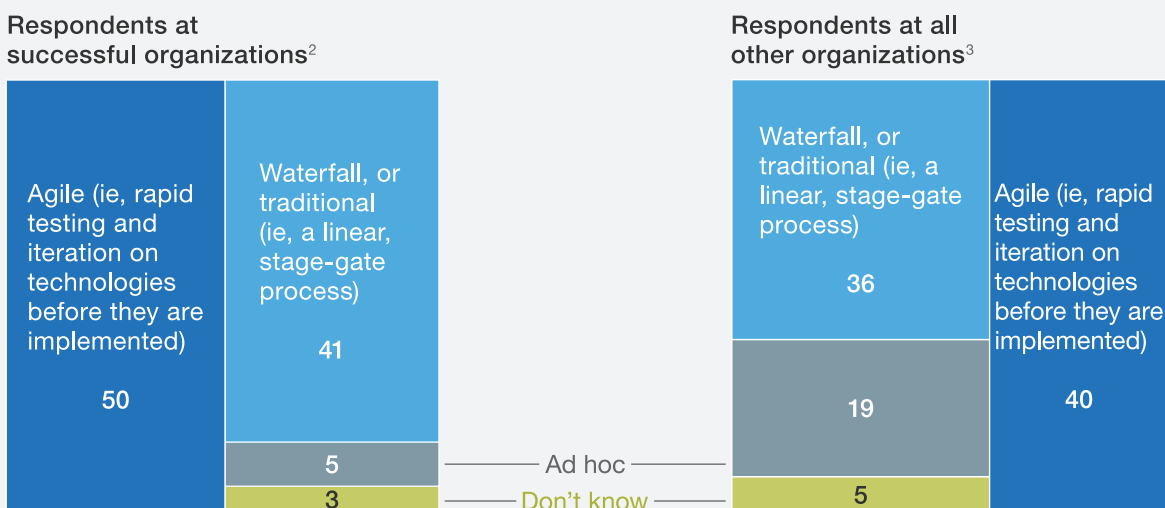 Respondents at
successful organizations²
Agile (ie, rapid
testing and
iteration on
technologies
before they are
implemented)
50
Waterfall, or
traditional
(ie, a linear,
stage-gate
process)
41
5
3
Ad hoc
Don't know
Respondents at all
other organizations³
Waterfall, or
traditional (ie, a
linear, stage-gate
process)
36
19
5
Agile (ie, rapid
testing and
iteration on
technologies
before they are
implemented)
40